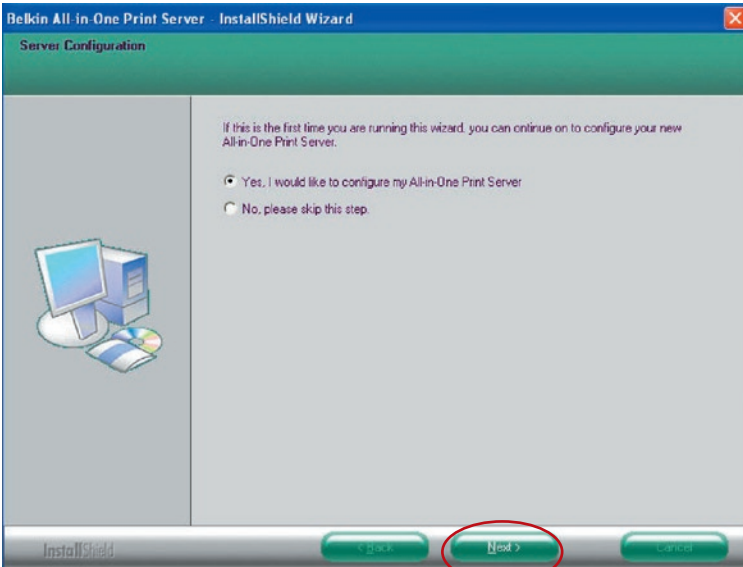 Belkin All-in-One Print Server - InstallShield Wizard
Server Configuration
If this is the first time you are running this wizard, you can ontinue on to configure your new
All-in-One Print Server.
Yes, I would like to configure my All-in-One Print Server
No, please skip this step.
InstallShield
< Back
Next >
Cancel